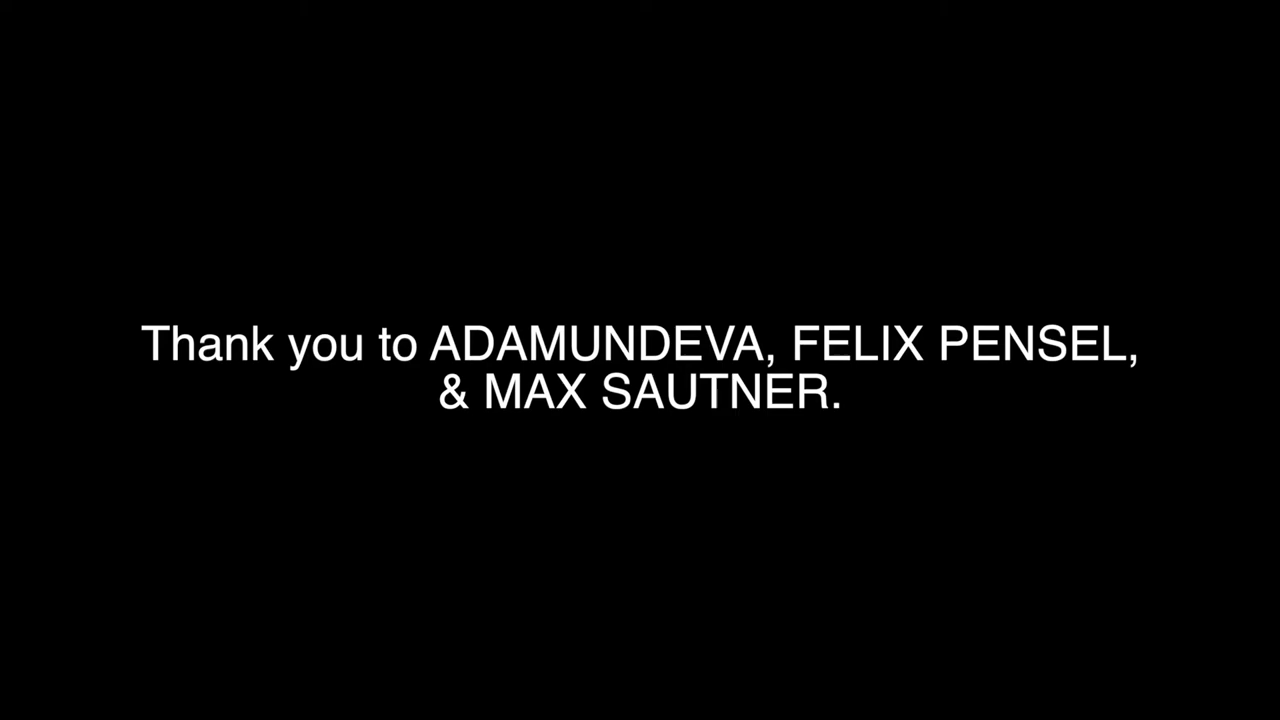 Thank you to ADAMUNDEVA, FELIX PENSEL,
& MAX SAUTNER.